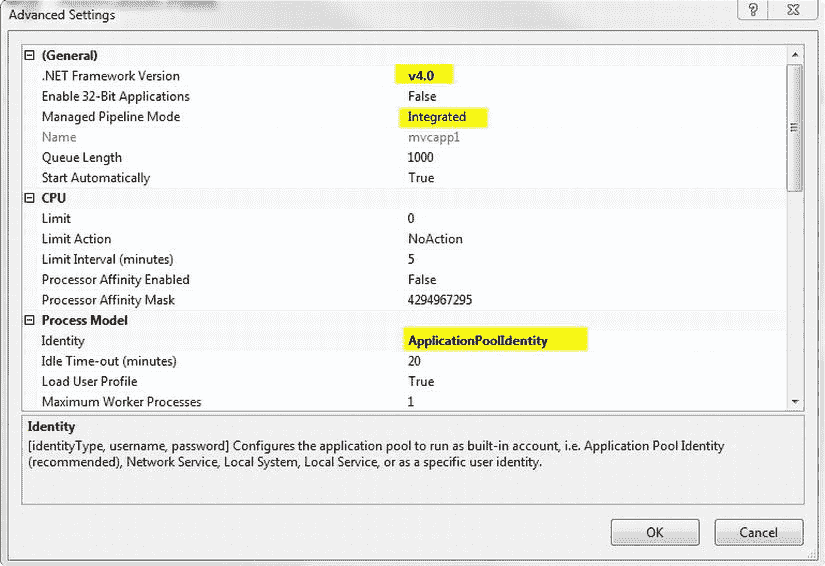 Advanced Settings
(General)
.NET Framework Version v4.0
Enable 32-Bit Applications False
Managed Pipeline Mode Integrated
Name mvcapp1
Queue Length 1000
Start Automatically True
CPU
Limit 0
Limit Action NoAction
Limit Interval (minutes) 5
Processor Affinity Enabled False
Processor Affinity Mask 4294967295
Process Model
Identity ApplicationPoolIdentity
Idle Time-out (minutes) 20
Load User Profile True
Maximum Worker Processes 1
Identity
[identityType, username, password] Configures the application pool to run as built-in account, i.e. Application Pool Identity
(recommended), Network Service, Local System, Local Service, or as a specific user identity.
OK Cancel